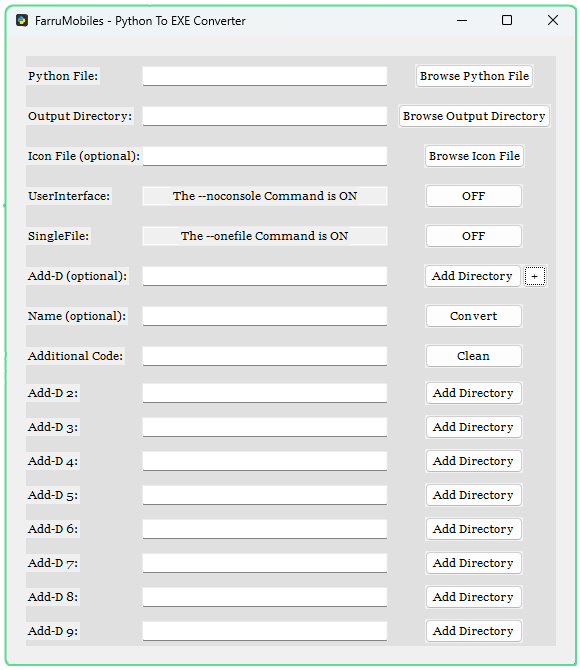 FarruMobiles - Python To EXE Converter
Python File: Browse Python File
Output Directory: Browse Output Directory
Icon File (optional): Browse Icon File
UserInterface: The --noconsole Command is ON OFF
SingleFile: The --onefile Command is ON OFF
Add-D (optional): Add Directory +
Name (optional): Convert
Additional Code: Clean
Add-D 2: Add Directory
Add-D 3: Add Directory
Add-D 4: Add Directory
Add-D 5: Add Directory
Add-D 6: Add Directory
Add-D 7: Add Directory
Add-D 8: Add Directory
Add-D 9: Add Directory